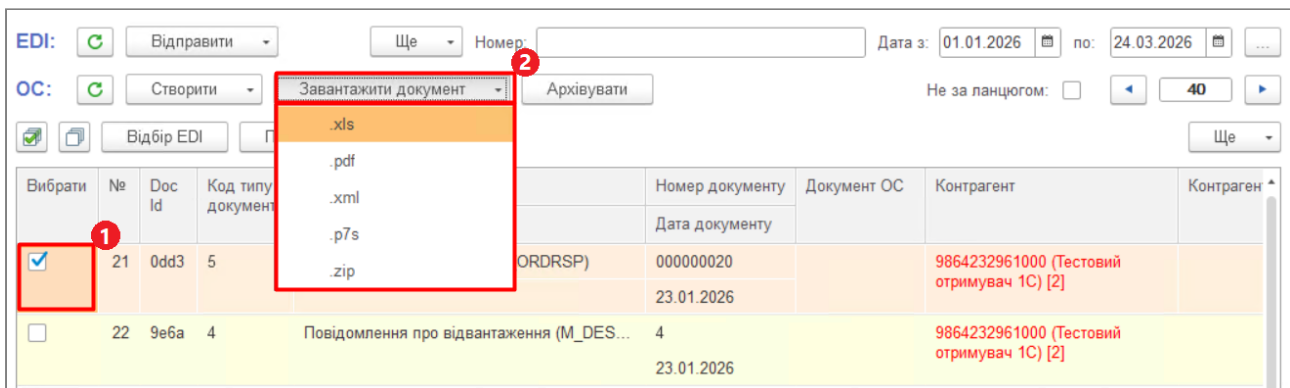 EDI: Відправити Ще Номер: Дата з: 01.01.2026 по: 24.03.2026 ...
2
ОС: Створити Завантажити документ Архівувати Не за ланцюгом: 40
.xls
Відбір EDI П Ще
.pdf
.xml
.p7s
.zip
Вибрати № Doc Id Код типу документ Номер документу Документ ОС Контрагент Контраген
Дата документу
1
21 0dd3 5 ORDRSP) 000000020 9864232961000 (Тестовий
отримувач 1С) [2]
23.01.2026
22 9e6a 4 Повідомлення про відвантаження (M_DES... 4 9864232961000 (Тестовий
отримувач 1С) [2]
23.01.2026